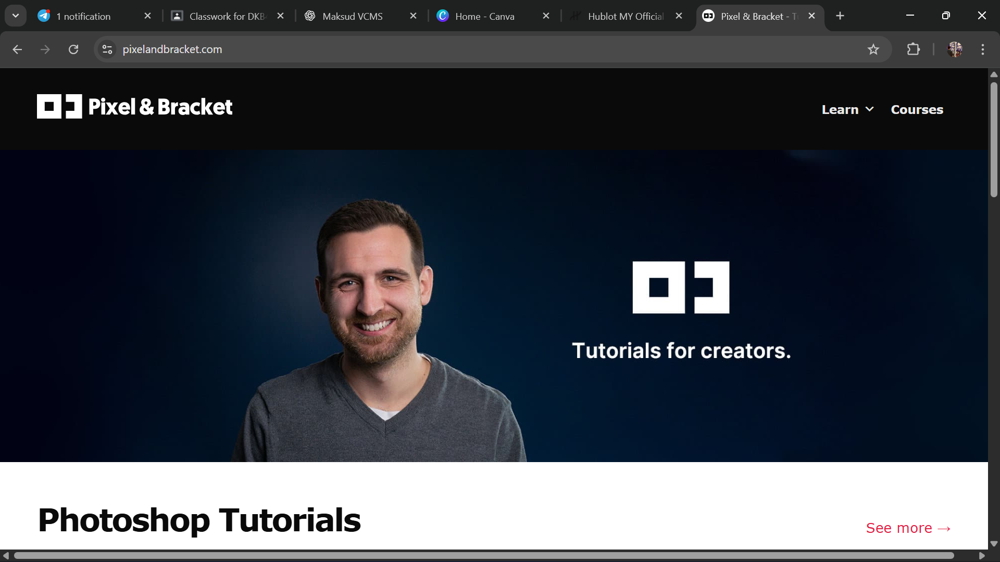 1 notification
Classwork for DKB
Maksud VCMS
Home - Canva
Hublot MY Official
Pixel & Bracket - T
pixelandbracket.com
Pixel & Bracket
Learn
Courses
Tutorials for creators.
Photoshop Tutorials
See more →